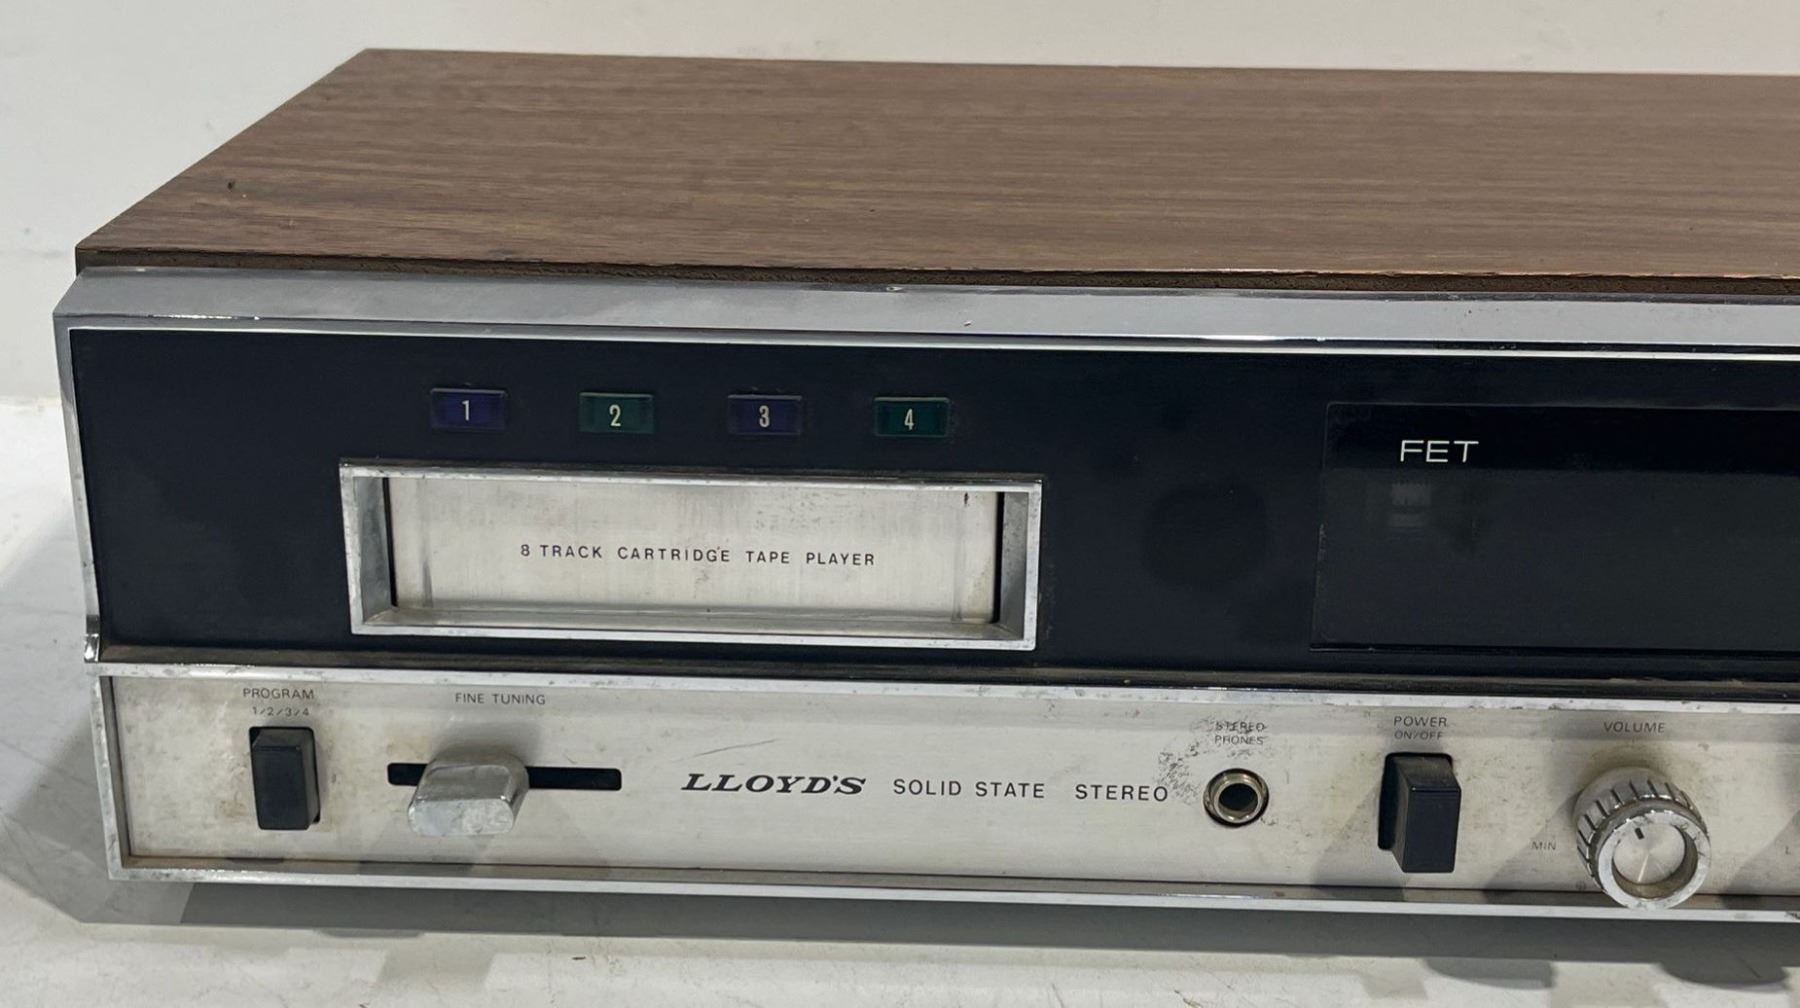 1 2 3 4
FET
8 TRACK CARTRIDGE TAPE PLAYER
PROGRAM
1/2/3/4
FINE TUNING
LLOYD'S SOLID STATE STEREO
STEREO
PHONES
POWER
ON/OFF
VOLUME
MIN
L